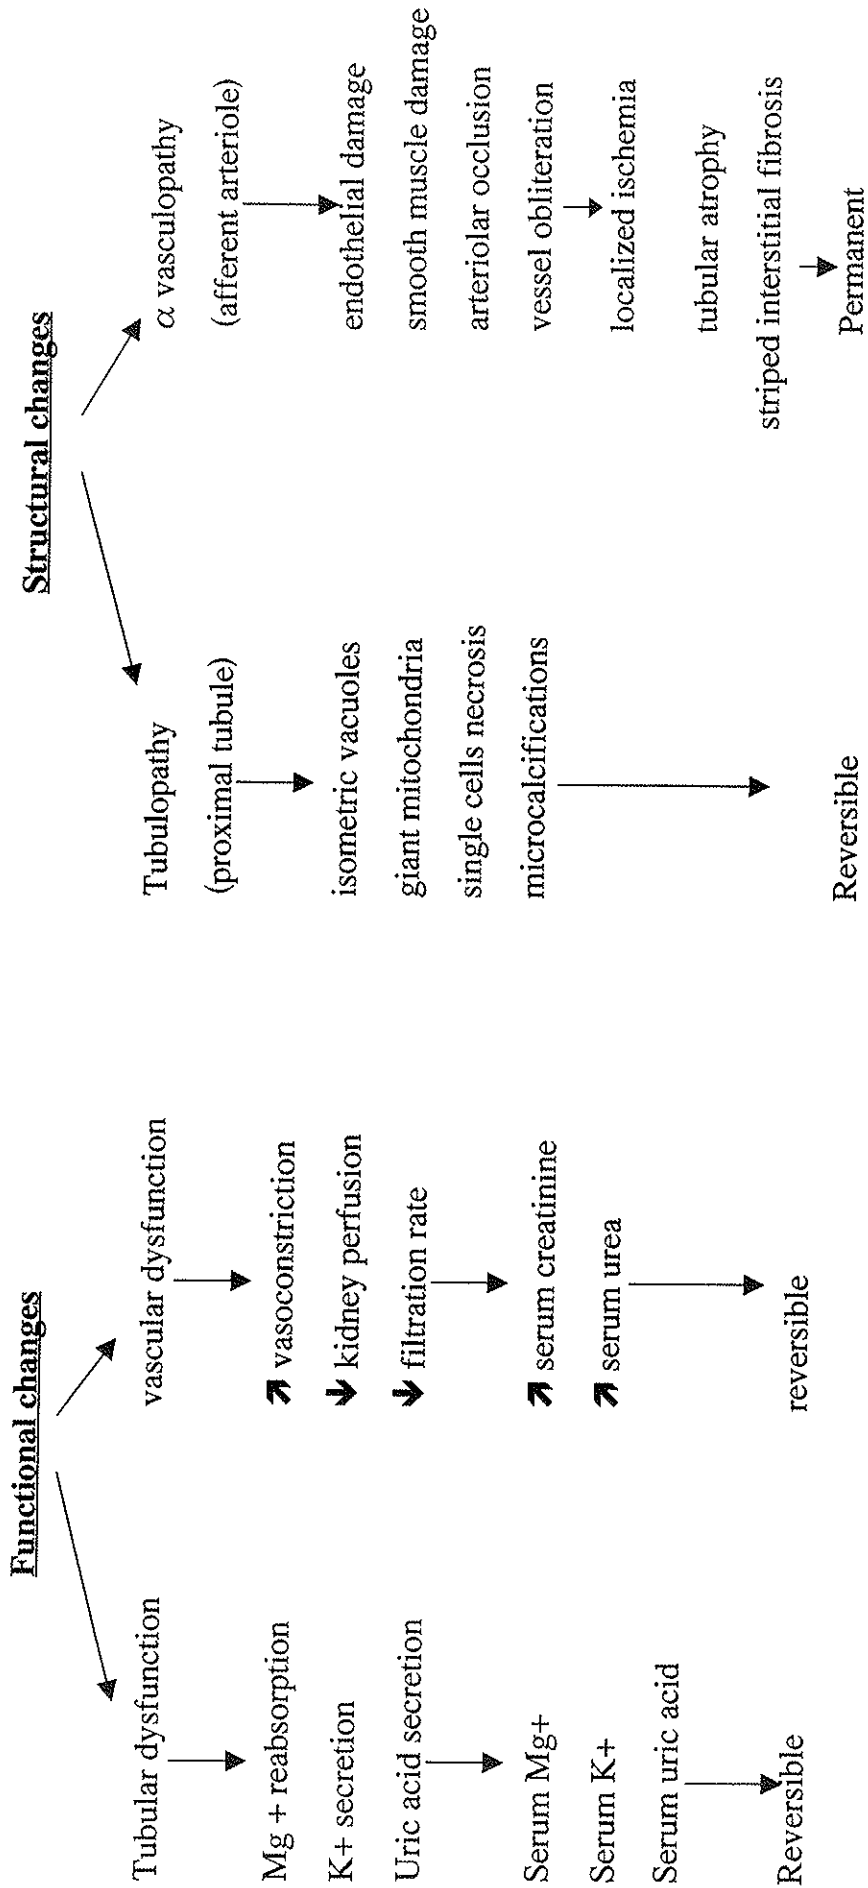 Functional changes
Tubular dysfunction
Mg + reabsorption
K+ secretion
Uric acid secretion
Serum Mg+
Serum K+
Serum uric acid
Reversible
vascular dysfunction
↗ vasoconstriction
↓ kidney perfusion
↓ filtration rate
↗ serum creatinine
↗ serum urea
reversible
Structural changes
Tubulopathy
(proximal tubule)
isometric vacuoles
giant mitochondria
single cells necrosis
microcalcifications
Reversible
α vasculopathy
(afferent arteriole)
endothelial damage
smooth muscle damage
arteriolar occlusion
vessel obliteration
localized ischemia
tubular atrophy
striped interstitial fibrosis
Permanent